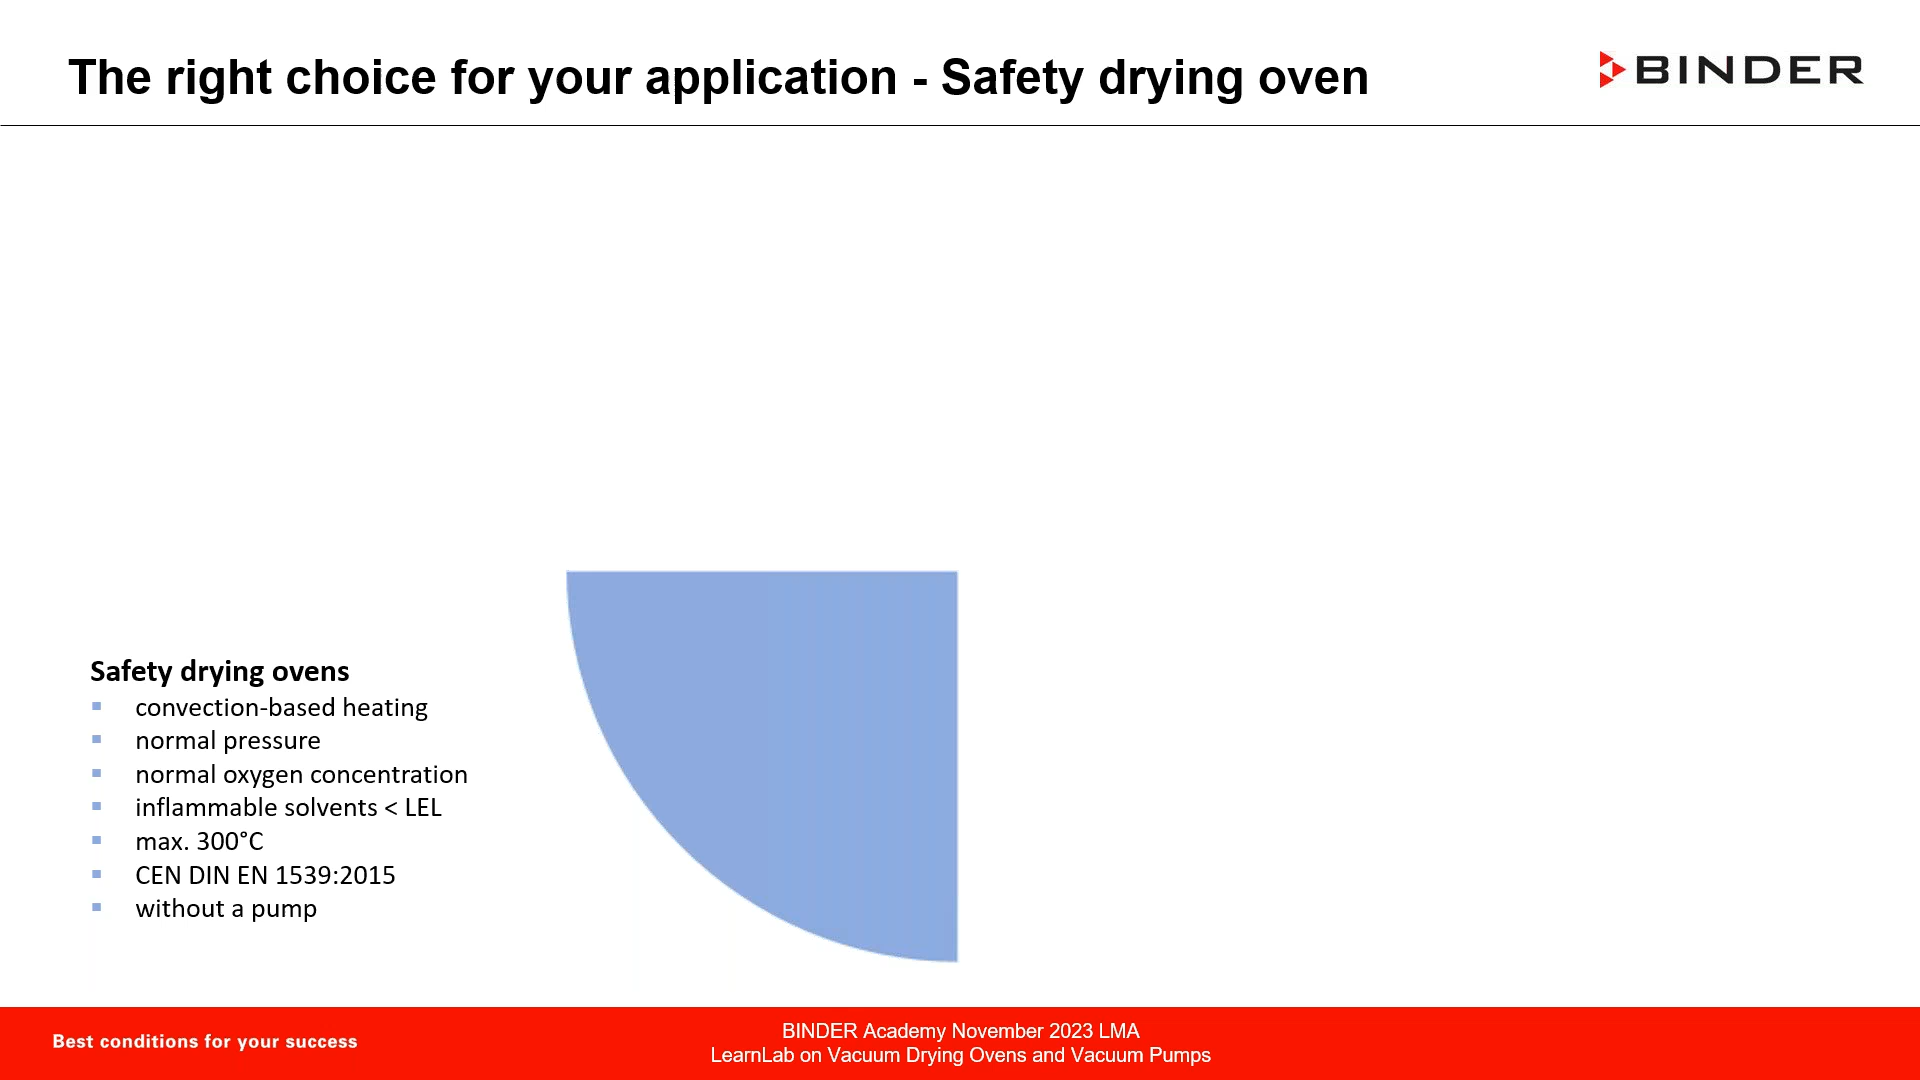 The right choice for your application - Safety drying oven
BINDER
Safety drying ovens
convection-based heating
normal pressure
normal oxygen concentration
inflammable solvents < LEL
max. 300°C
CEN DIN EN 1539:2015
without a pump
Best conditions for your success
BINDER Academy November 2023 LMA
LearnLab on Vacuum Drying Ovens and Vacuum Pumps